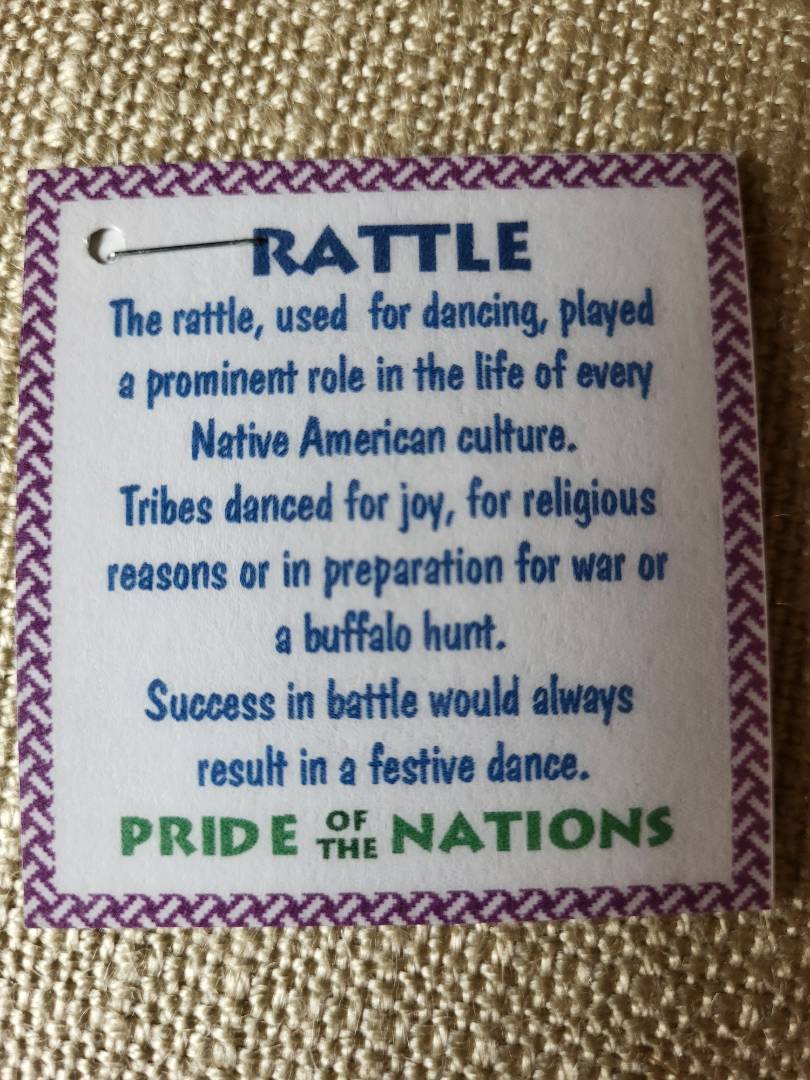 RATTLE
The rattle, used for dancing, played
a prominent role in the life of every
Native American culture.
Tribes danced for joy, for religious
reasons or in preparation for war or
a buffalo hunt.
Success in battle would always
result in a festive dance.
PRIDE OF THE NATIONS